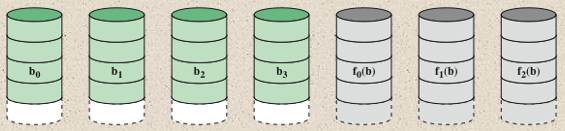 b₀ b₁ b₂ b₃ f₀(b) f₁(b) f₂(b)